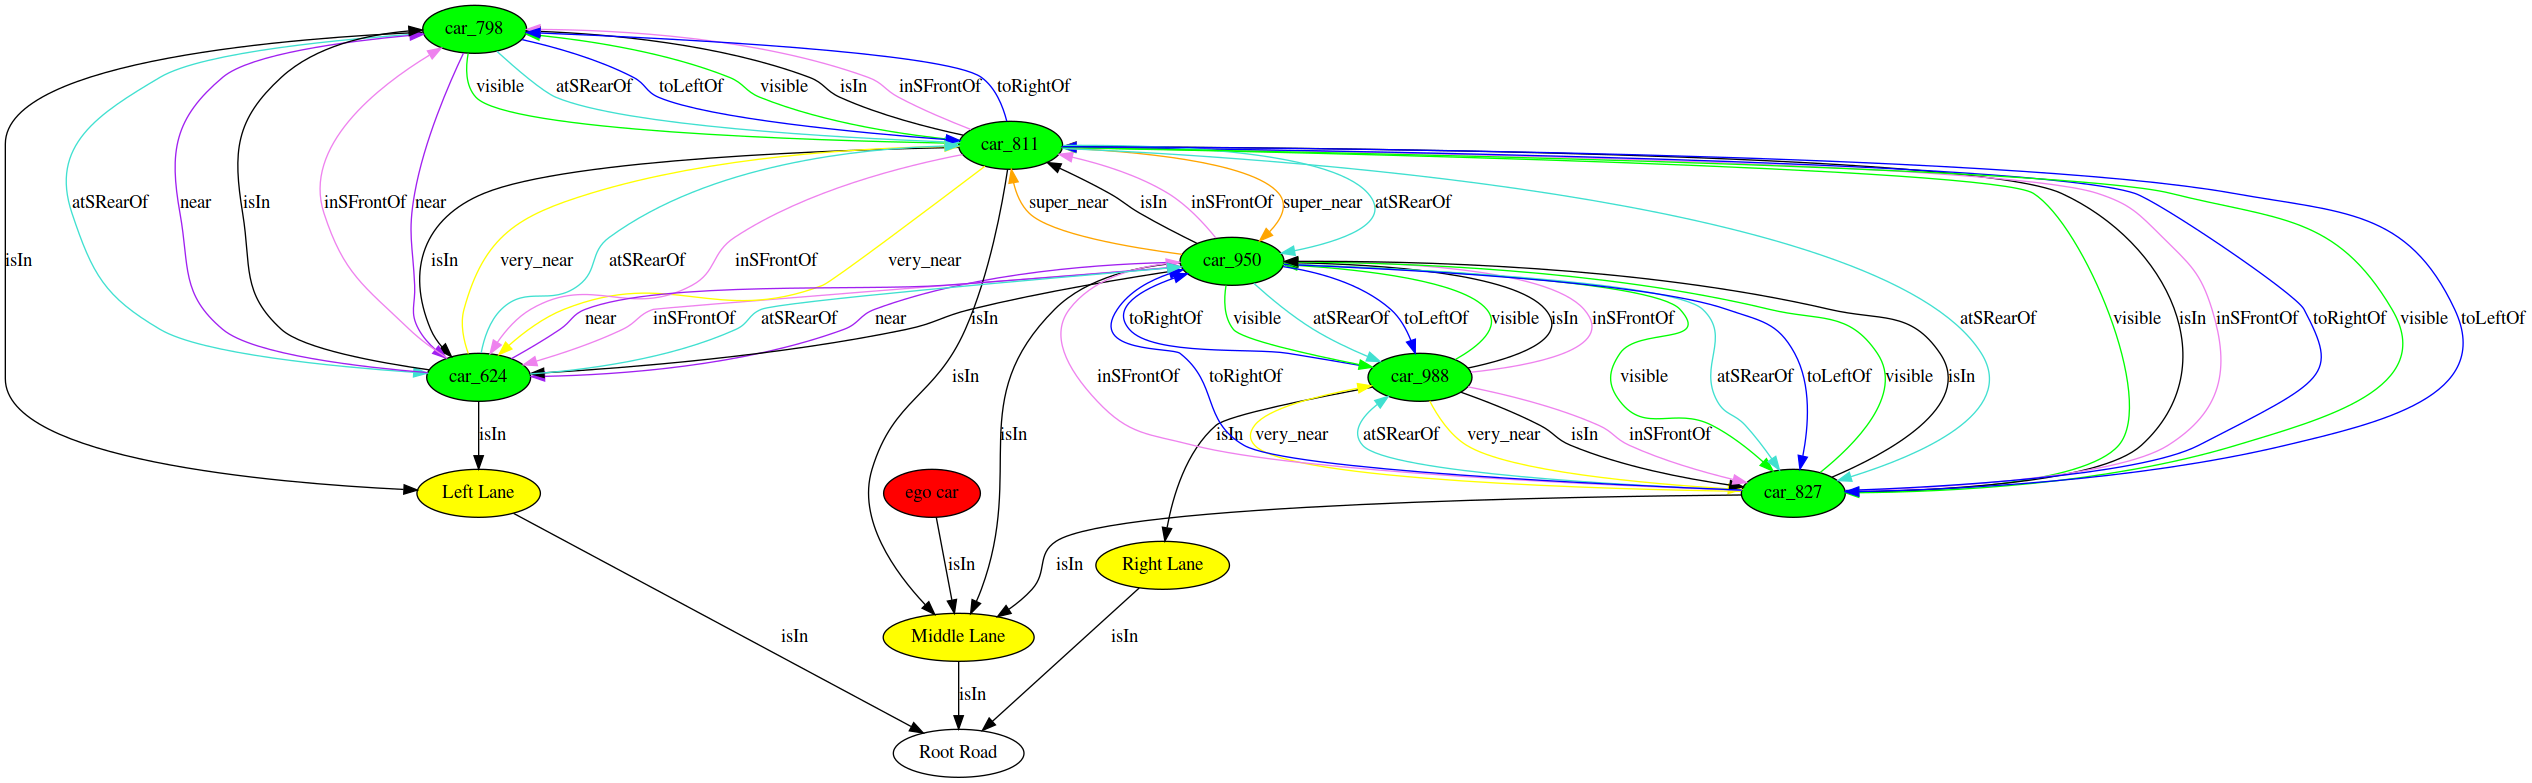 car_798
visible
atSRearOf
toLeftOf
visible
isIn
inSFrontOf
toRightOf
car_811
atSRearOf
near
isIn
inSFrontOf
near
super_near
isIn
inSFrontOf
super_near
atSRearOf
isIn
isIn
very_near
atSRearOf
inSFrontOf
very_near
car_950
near
inSFrontOf
atSRearOf
near
isIn
toRightOf
visible
atSRearOf
toLeftOf
visible
isIn
inSFrontOf
atSRearOf
visible
isIn
inSFrontOf
toRightOf
visible
toLeftOf
car_624
isIn
inSFrontOf
toRightOf
car_988
visible
atSRearOf
toLeftOf
visible
isIn
isIn
isIn
isIn
very_near
atSRearOf
very_near
isIn
inSFrontOf
Left Lane
ego car
car_827
isIn
isIn
Right Lane
isIn
Middle Lane
isIn
isIn
Root Road